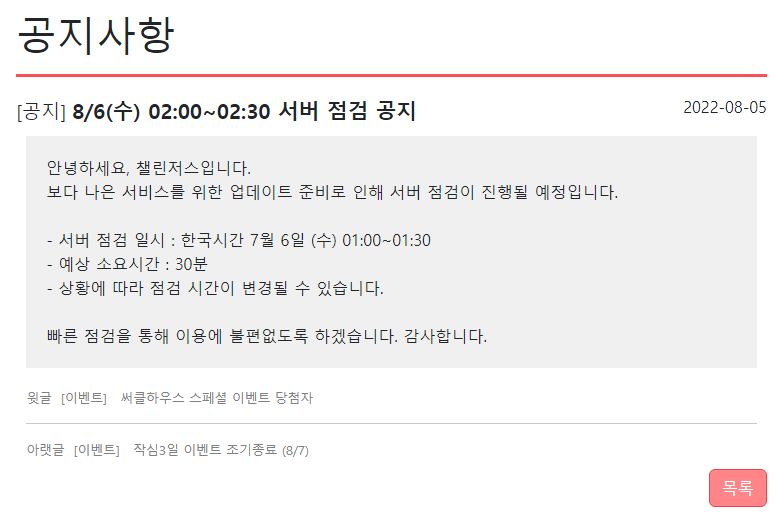 공지사항
[공지] 8/6(수) 02:00~02:30 서버 점검 공지 2022-08-05
안녕하세요, 챌린저스입니다.
보다 나은 서비스를 위한 업데이트 준비로 인해 서버 점검이 진행될 예정입니다.
- 서버 점검 일시 : 한국시간 7월 6일 (수) 01:00~01:30
- 예상 소요시간 : 30분
- 상황에 따라 점검 시간이 변경될 수 있습니다.
빠른 점검을 통해 이용에 불편없도록 하겠습니다. 감사합니다.
윗글 [이벤트] 써클하우스 스페셜 이벤트 당첨자
아랫글 [이벤트] 작심3일 이벤트 조기종료 (8/7)
목록